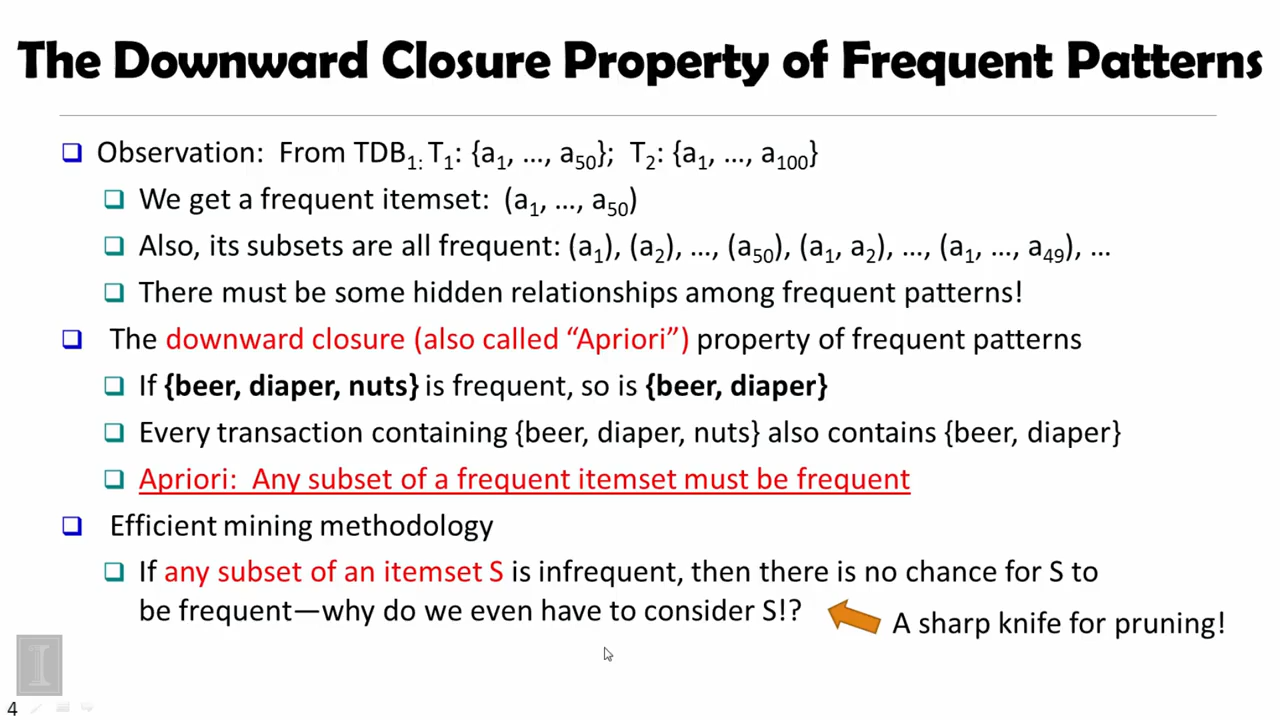 The Downward Closure Property of Frequent Patterns
Observation: From TDB₁: T₁: {a₁, …, a₅₀}; T₂: {a₁, …, a₁₀₀}
We get a frequent itemset: (a₁, …, a₅₀)
Also, its subsets are all frequent: (a₁), (a₂), …, (a₅₀), (a₁, a₂), …, (a₁, …, a₄₉), …
There must be some hidden relationships among frequent patterns!
The downward closure (also called “Apriori”) property of frequent patterns
If {beer, diaper, nuts} is frequent, so is {beer, diaper}
Every transaction containing {beer, diaper, nuts} also contains {beer, diaper}
Apriori: Any subset of a frequent itemset must be frequent
Efficient mining methodology
If any subset of an itemset S is infrequent, then there is no chance for S to
be frequent—why do we even have to consider S!?
A sharp knife for pruning!
I
4